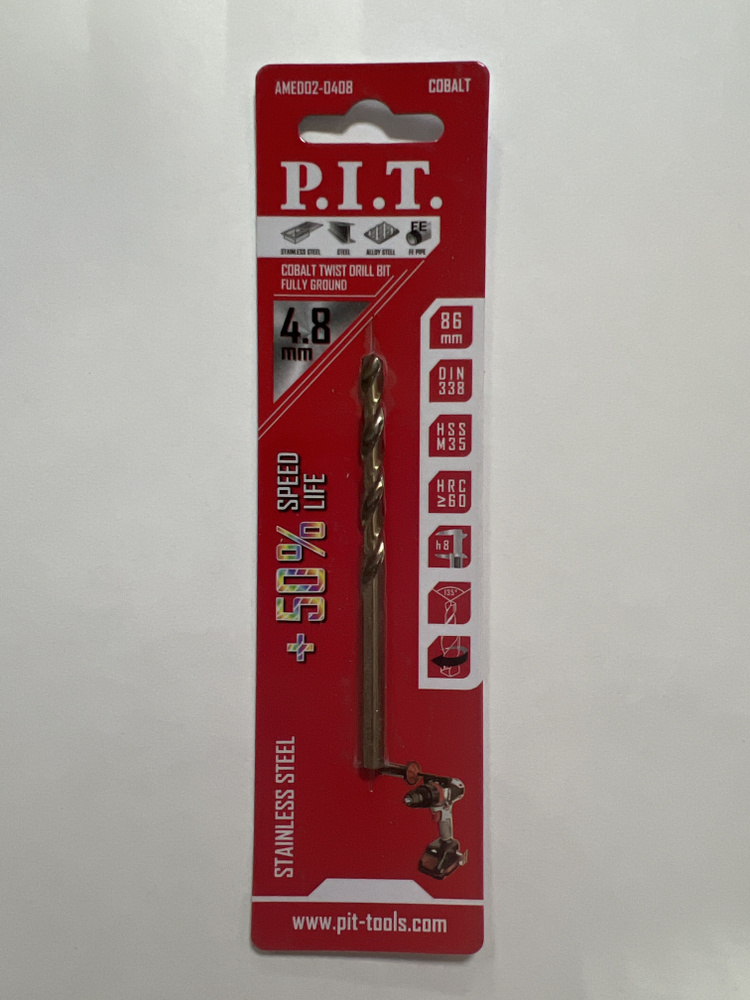 AMED02-0408 COBALT
P.I.T.
STAINLESS STEEL STEEL ALLOY STELL FE PIPE
FE
COBALT TWIST DRILL BIT
FULLY GROUND
4.8
mm
86
mm
DIN
338
HSS
M35
HRC
≥60
h8
135°
+ 50% SPEED
LIFE
STAINLESS STEEL
www.pit-tools.com